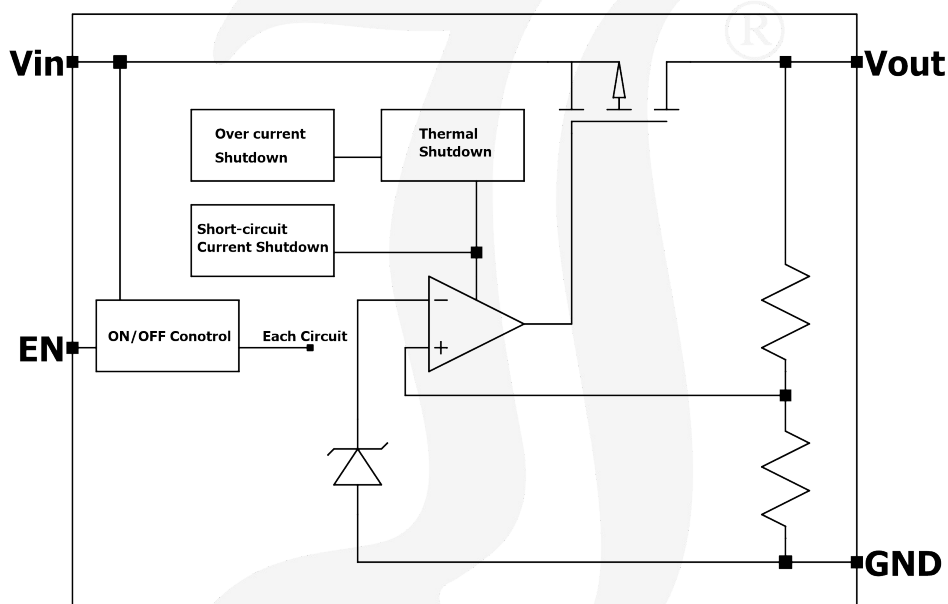 ®
Vin
Vout
Over current
Shutdown
Thermal
Shutdown
Short-circuit
Current Shutdown
−
+
EN
ON/OFF Conotrol
Each Circuit
GND